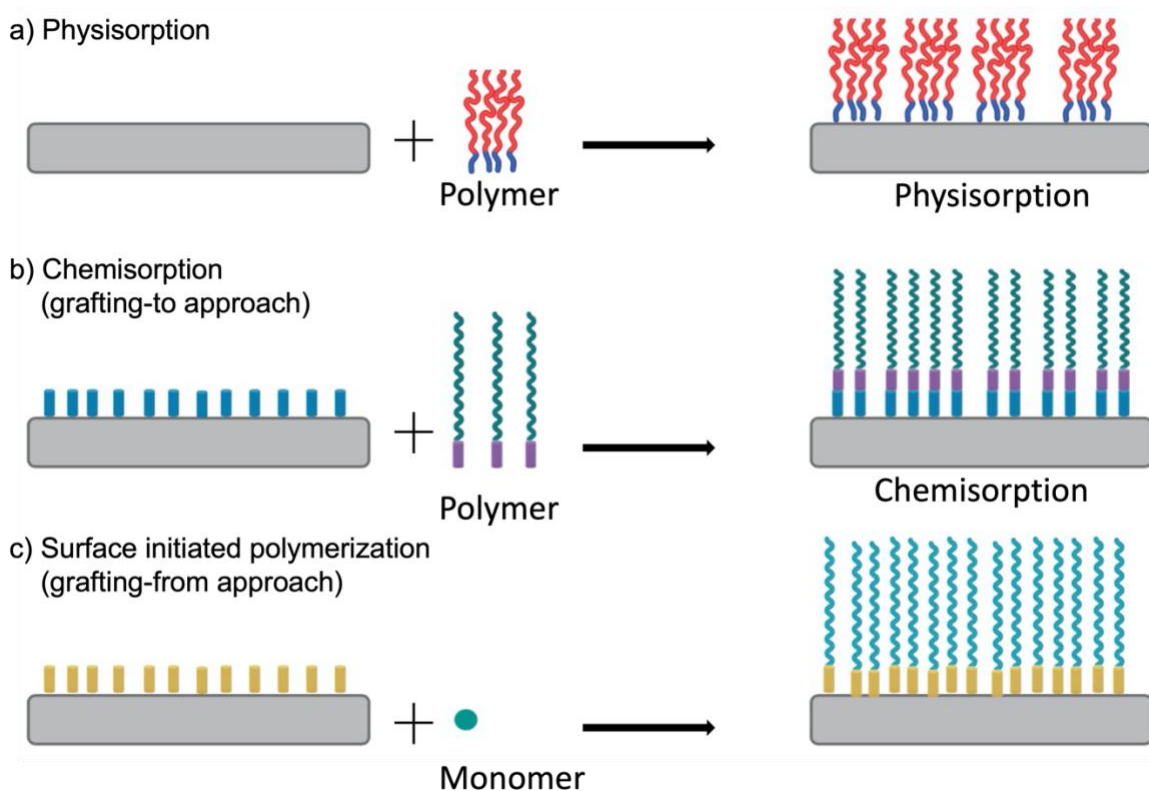 a) Physisorption
Polymer
Physisorption
b) Chemisorption
(grafting-to approach)
Polymer
Chemisorption
c) Surface initiated polymerization
(grafting-from approach)
Monomer